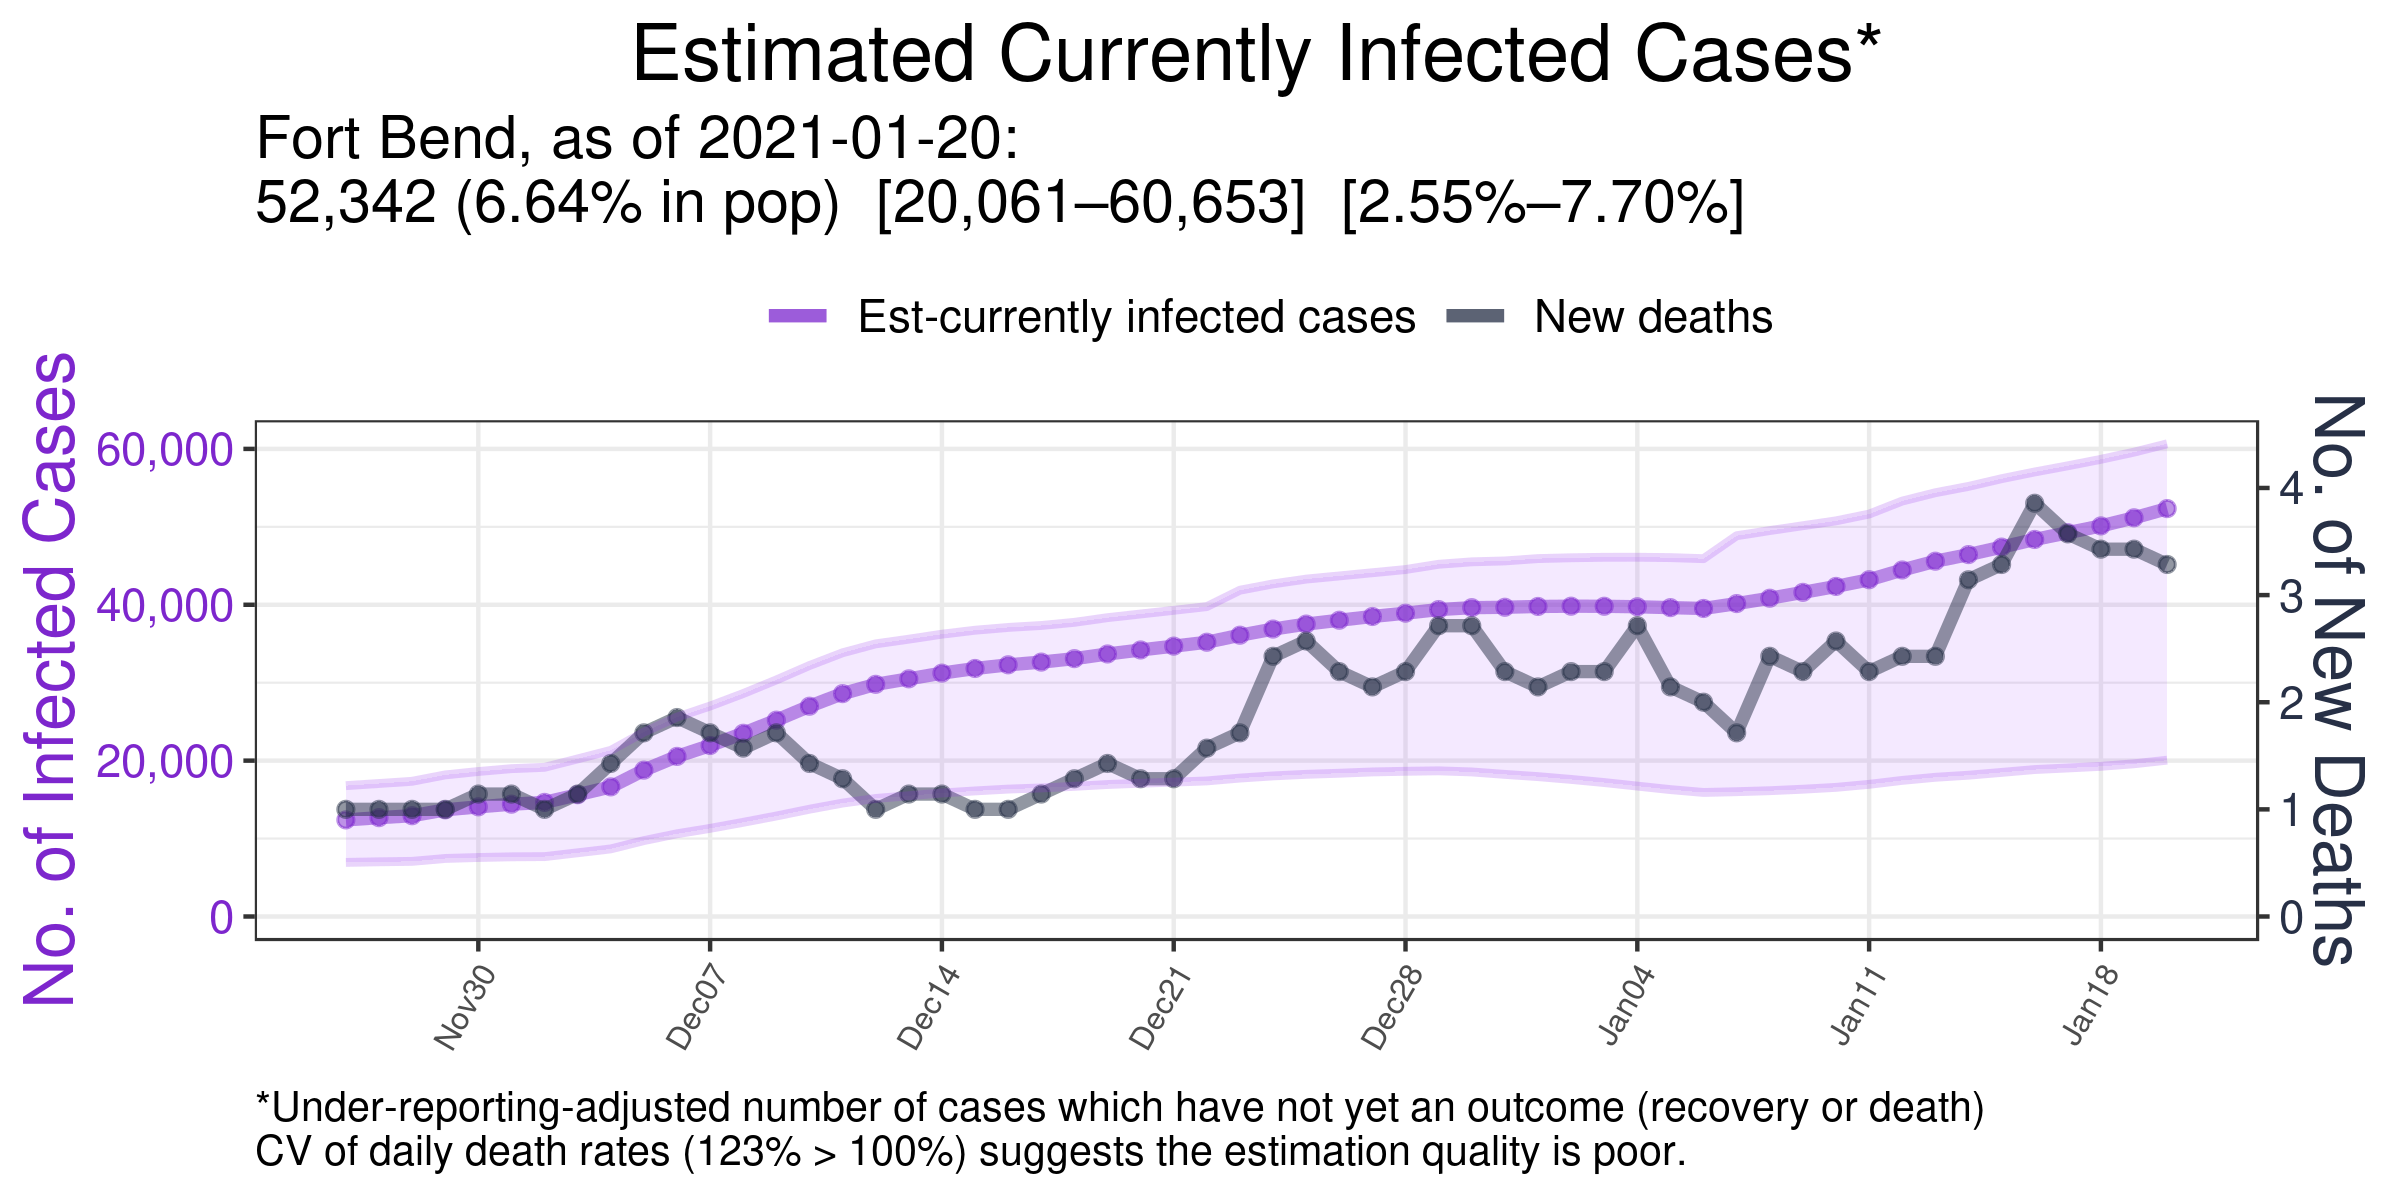 Estimated Currently Infected Cases*
Fort Bend, as of 2021-01-20:
52,342 (6.64% in pop)  [20,061–60,653]  [2.55%–7.70%]
Est-currently infected cases
New deaths
No. of Infected Cases
60,000
40,000
20,000
0
No. of New Deaths
4
3
2
1
0
Nov30
Dec07
Dec14
Dec21
Dec28
Jan04
Jan11
Jan18
*Under-reporting-adjusted number of cases which have not yet an outcome (recovery or death)
CV of daily death rates (123% > 100%) suggests the estimation quality is poor.